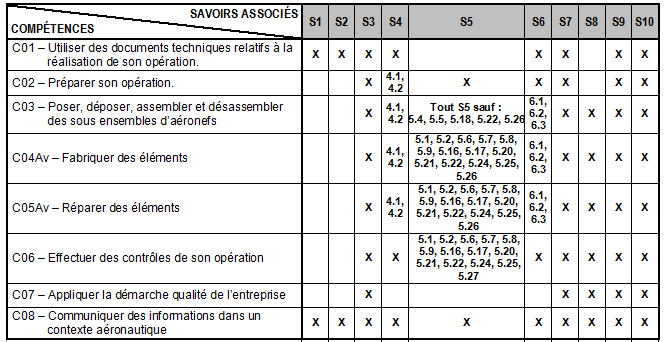 SAVOIRS ASSOCIÉS
COMPÉTENCES
S1 S2 S3 S4 S5 S6 S7 S8 S9 S10
C01 – Utiliser des documents techniques relatifs à la
réalisation de son opération.
X X X X X X X X
C02 – Préparer son opération.
X 4.1, X X X X X
4.2
C03 – Poser, déposer, assembler et désassembler
des sous ensembles d'aéronefs
X 4.1, Tout S5 sauf : 6.1, X X X X
4.2 5.4, 5.5, 5.18, 5.22, 5.26 6.2,
6.3
C04Av – Fabriquer des éléments
X 4.1, 5.1, 5.2, 5.6, 5.7, 5.8, 6.1, X X X X
4.2 5.9, 5.16, 5.17, 5.20, 6.2,
5.21, 5.22, 5.24, 5.25, 6.3
5.26
C05Av – Réparer des éléments
X 4.1, 5.1, 5.2, 5.6, 5.7, 5.8, 6.1, X X X X
4.2 5.9, 5.16, 5.17, 5.20, 6.2,
5.21, 5.22, 5.24, 5.25, 6.3
5.26
C06 – Effectuer des contrôles de son opération
X X 5.1, 5.2, 5.6, 5.7, 5.8, X X X X X
5.9, 5.16, 5.17, 5.20,
5.21, 5.22, 5.24, 5.25,
5.27
C07 – Appliquer la démarche qualité de l'entreprise
X X X X X
C08 – Communiquer des informations dans un
contexte aéronautique
X X X X X X X X X X